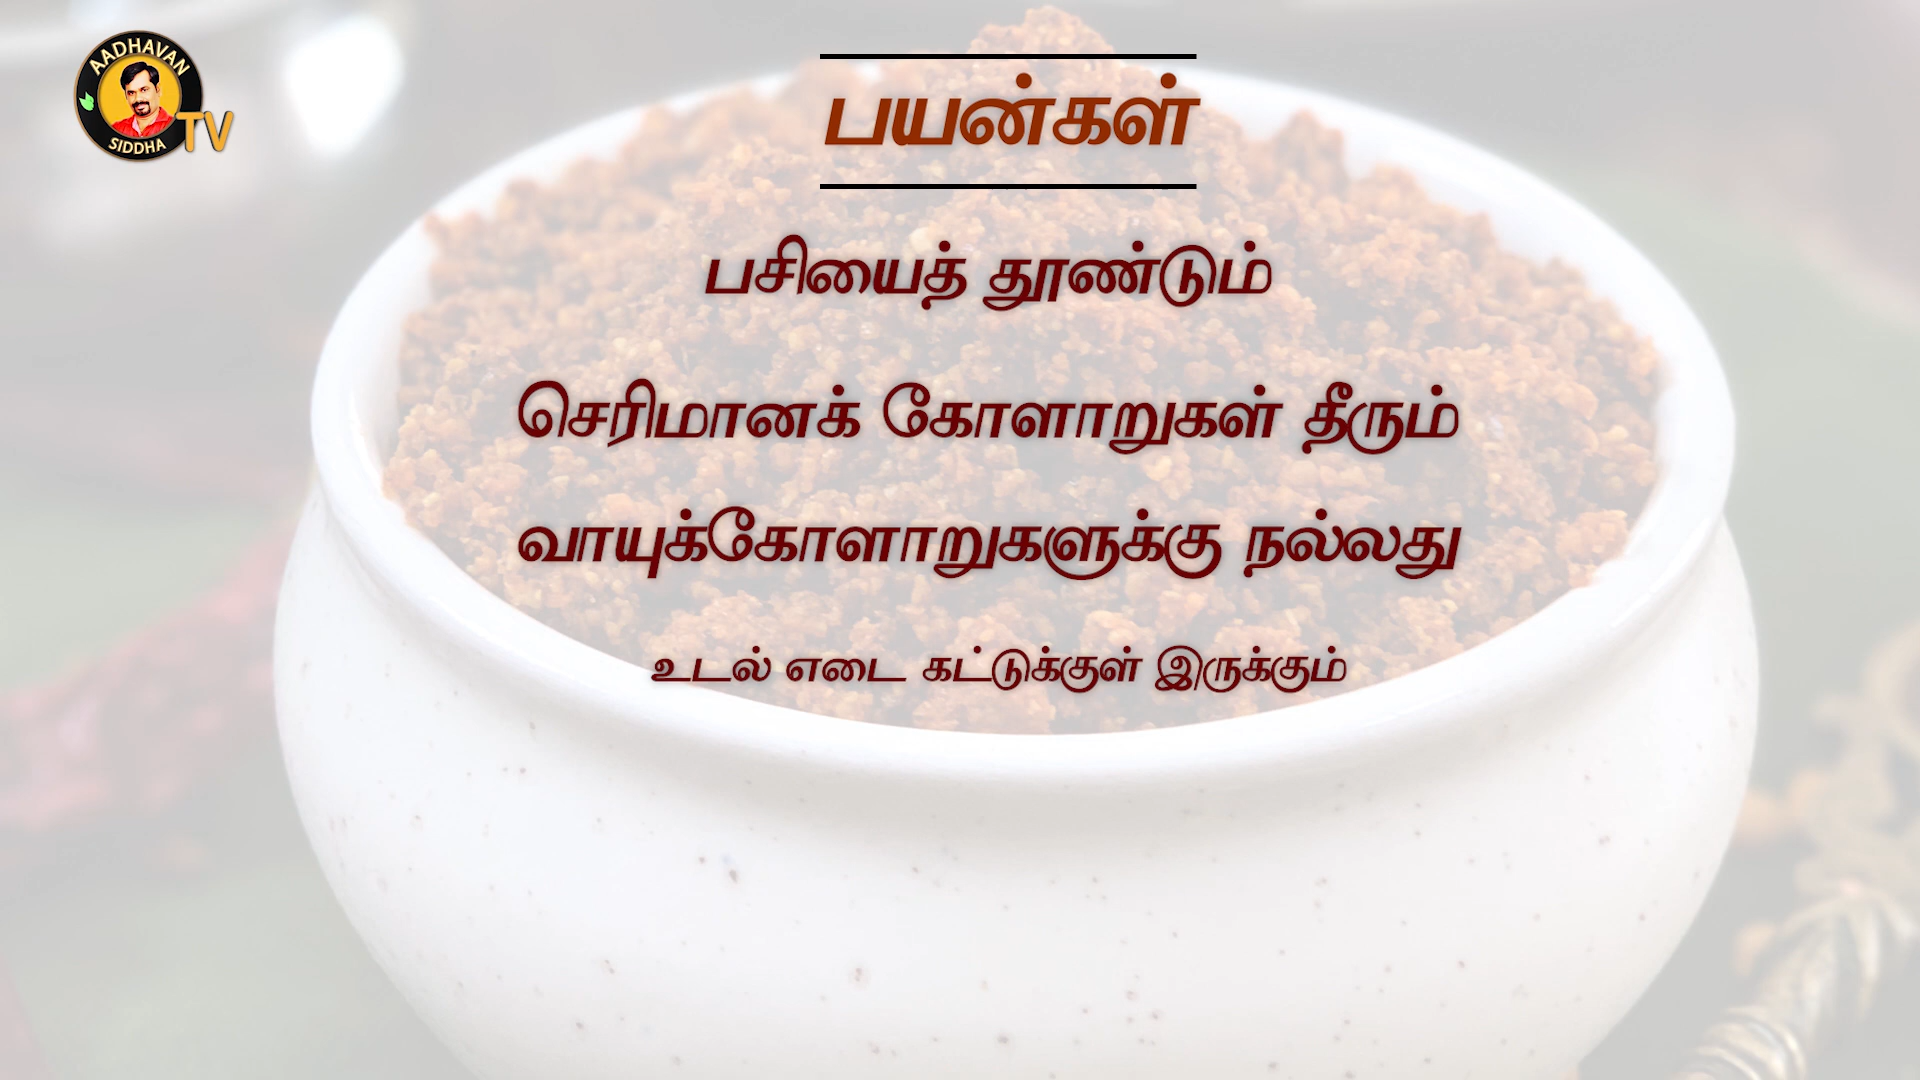 AADHAVAN
SIDDHA
TV
பயன்கள்
பசியைத் தூண்டும்
செரிமானக் கோளாறுகள் தீரும்
வாயுக்கோளாறுகளுக்கு நல்லது
உடல் எடை கட்டுக்குள் இருக்கும்